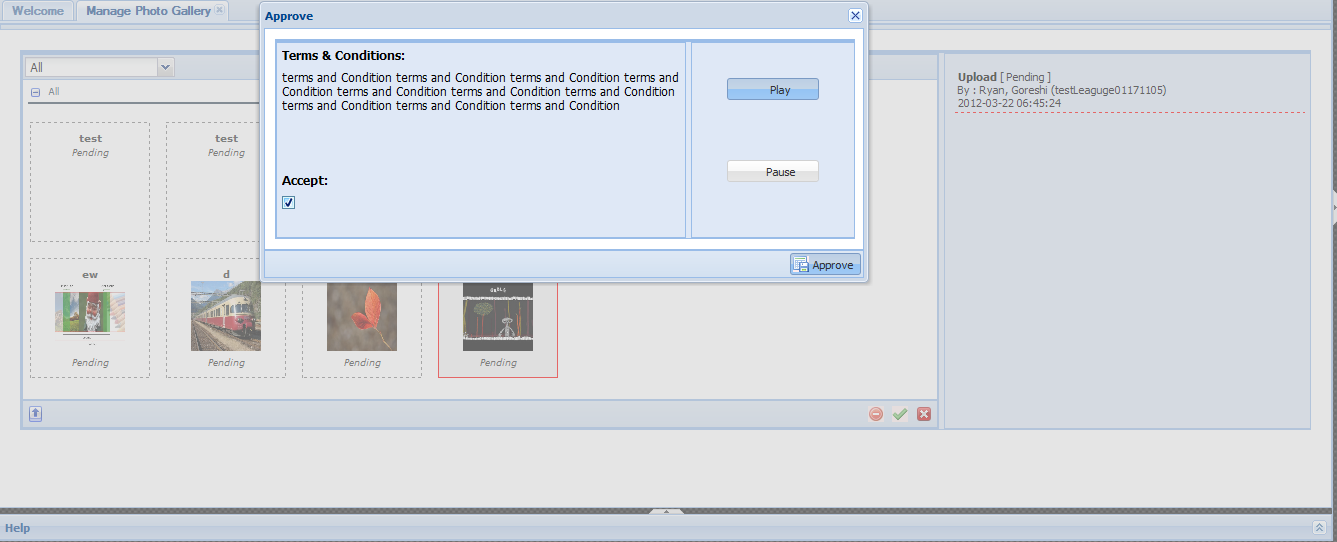 Welcome
Manage Photo Gallery
Approve
All
All
Terms & Conditions:
terms and Condition terms and Condition terms and Condition terms and
Condition terms and Condition terms and Condition terms and Condition
terms and Condition terms and Condition terms and Condition
Accept:
Play
Pause
Approve
Upload [ Pending ]
By : Ryan, Goreshi (testLeaguge01171105)
2012-03-22 06:45:24
test
Pending
test
Pending
ew
Pending
d
Pending
Pending
Pending
Help